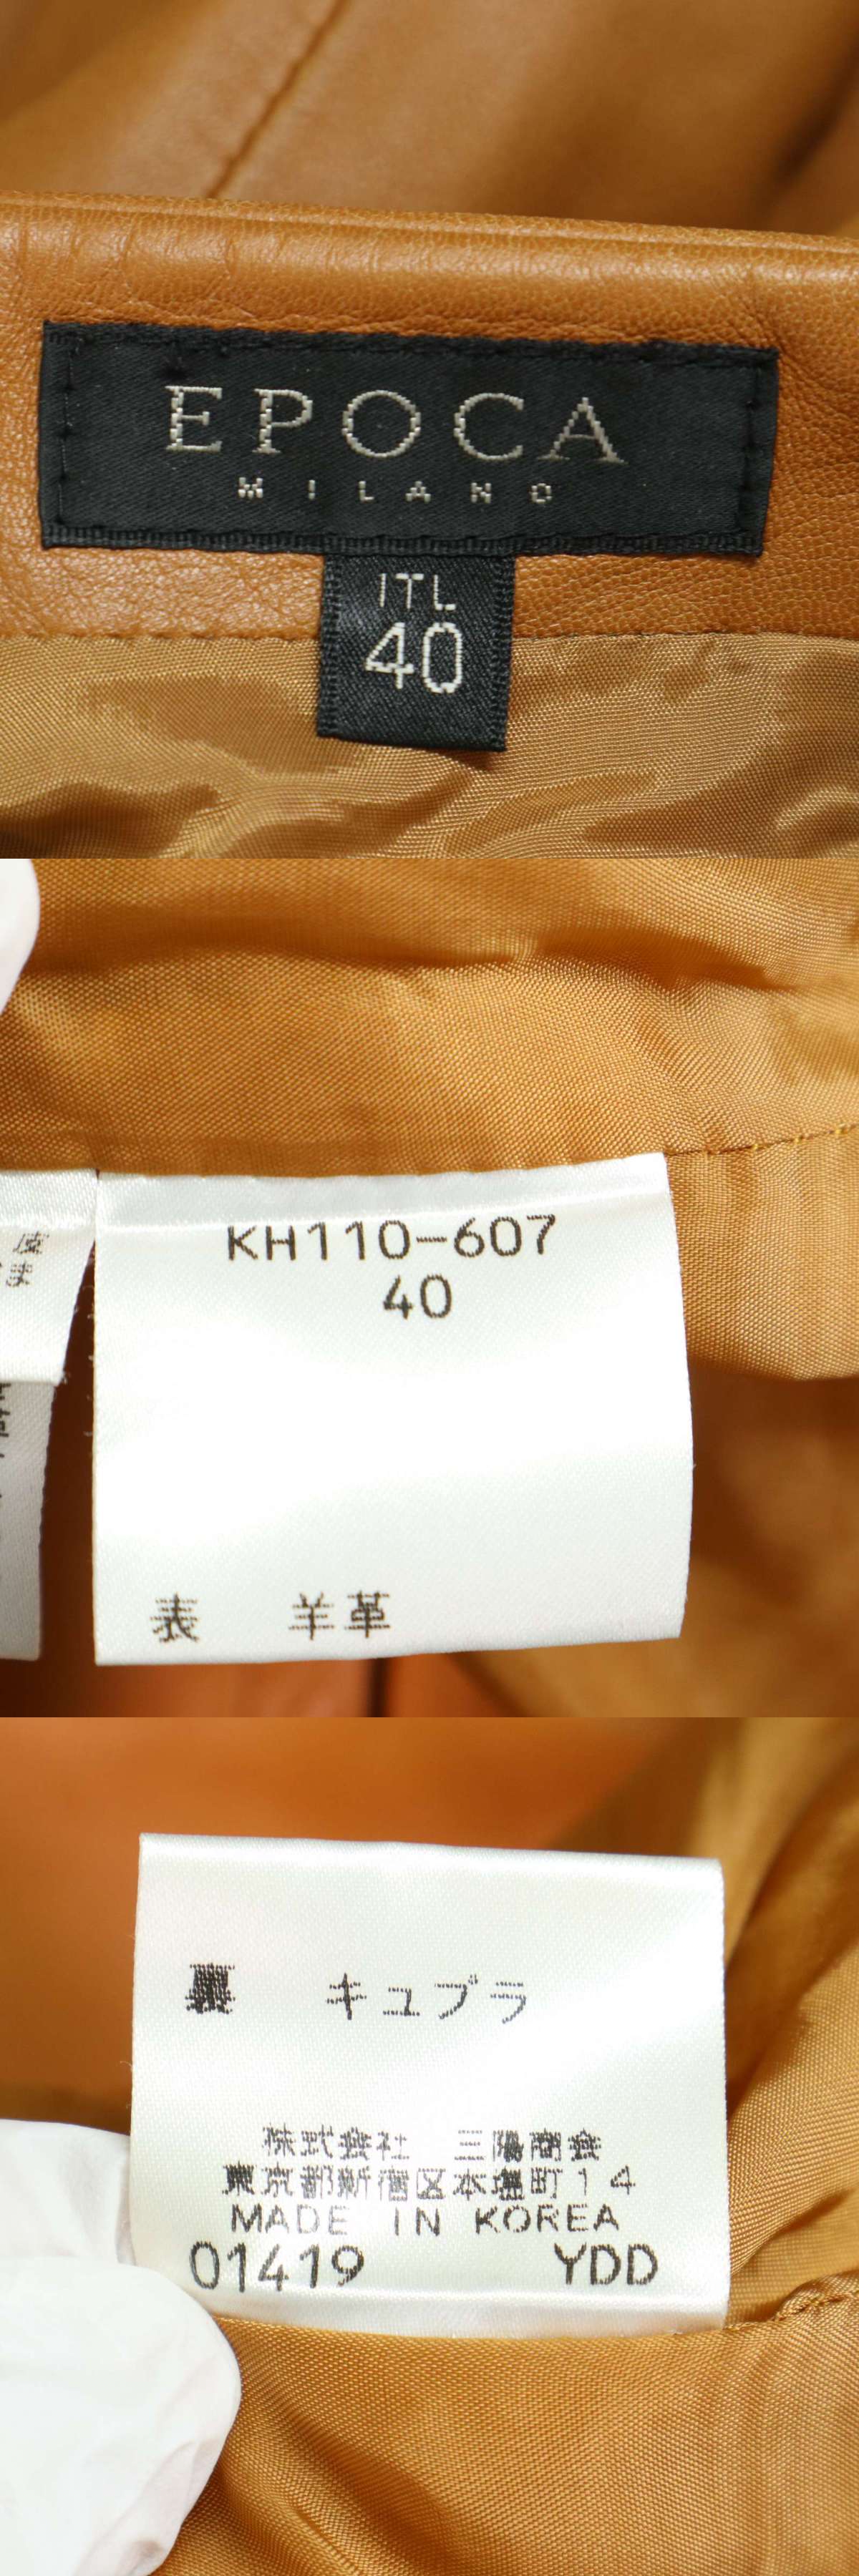 EPOCA
MILANO
ITL
40
KH110-607
40
表 羊革
裏 キュプラ
株式会社 三陽商会
東京都新宿区本塩町14
MADE IN KOREA
01419 YDD